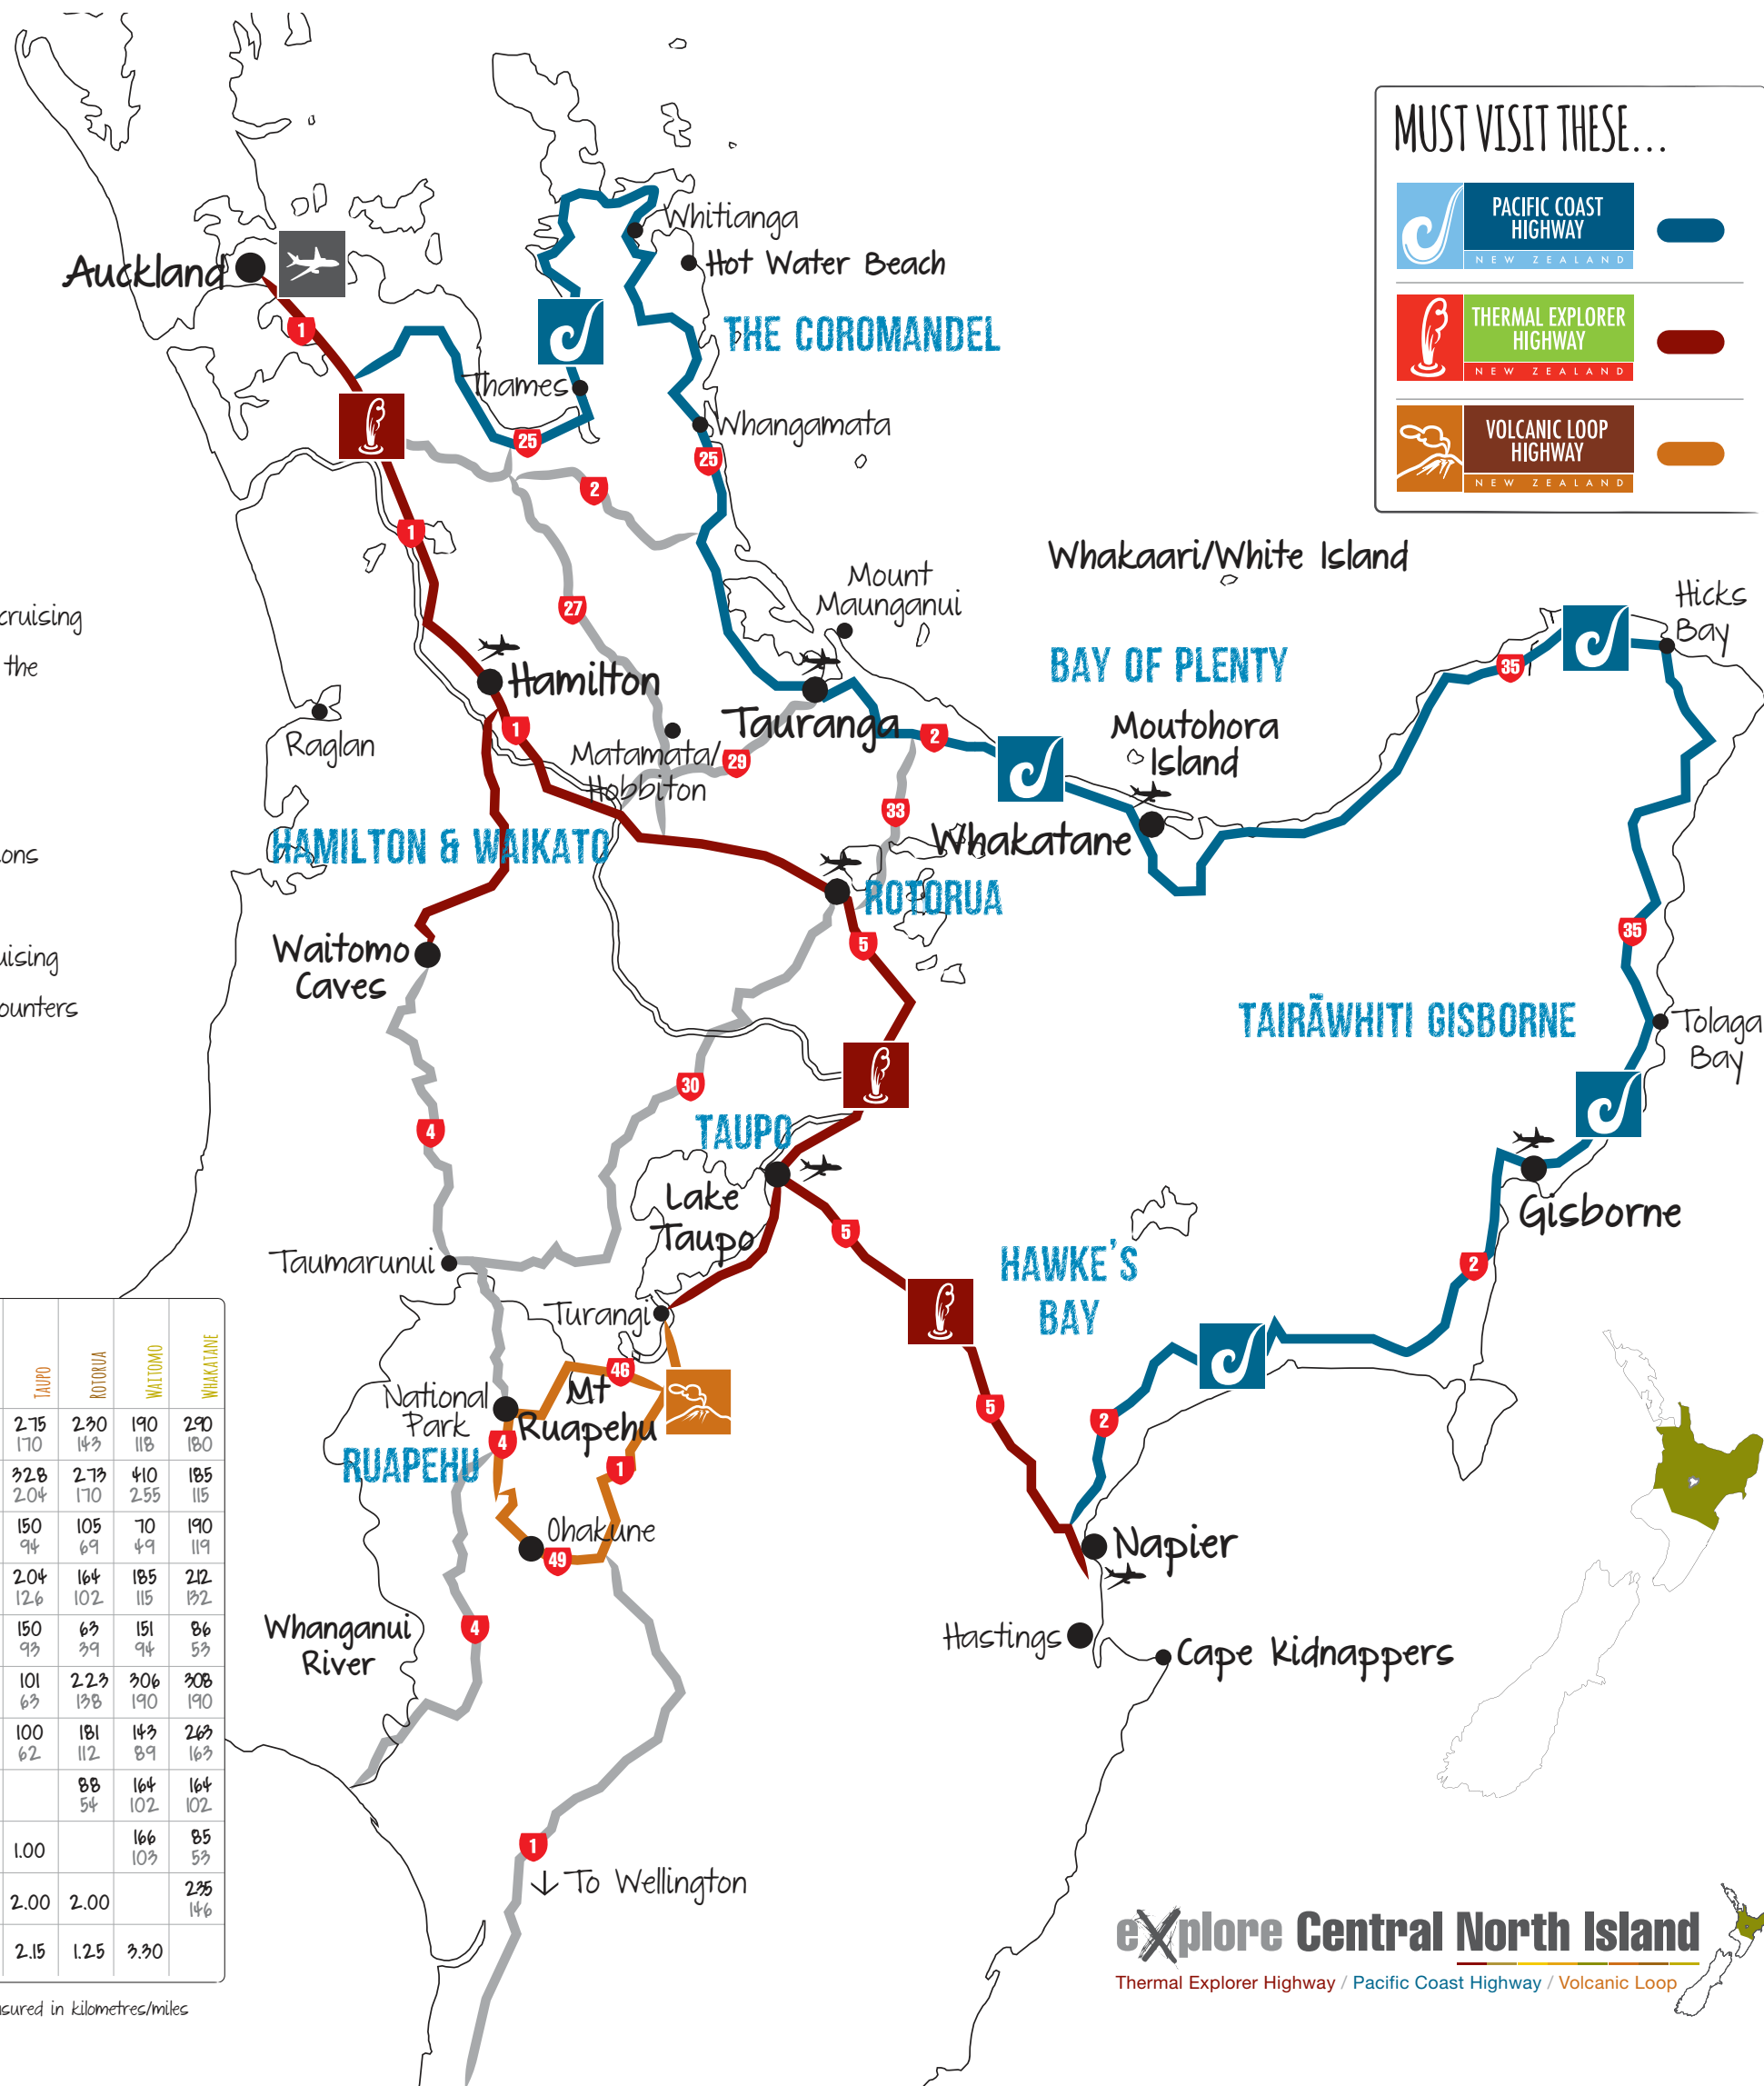 MUST VISIT THESE...
PACIFIC COAST
HIGHWAY
NEW ZEALAND
THERMAL EXPLORER
HIGHWAY
NEW ZEALAND
VOLCANIC LOOP
HIGHWAY
NEW ZEALAND
Whitianga
Auckland
Hot Water Beach
1
THE COROMANDEL
Thames
Whangamata
25
25
2
1
Whakaari/White Island
Mount
Maunganui
27
Hicks
Bay
cruising
the
BAY OF PLENTY
35
Hamilton
Tauranga
Moutohora
Island
1
2
Raglan
Matamata/
Hobbiton
29
33
HAMILTON & WAIKATO
Whakatane
ons
ROTORUA
35
Waitomo
Caves
5
uising
ounters
TAIRĀWHITI GISBORNE
Tolaga
Bay
30
4
TAUPO
Lake
Taupo
5
Gisborne
Taumarunui
HAWKE'S
BAY
2
Turangi
46
National
Park
Mt
Ruapehu
5
2
4
RUAPEHU
1
Ohakune
49
Napier
Whanganui
River
4
Hastings
Cape Kidnappers
1
↓ To Wellington
TAUPO ROTORUA WAITOMO WHAKATANE
275 230 190 290
170 143 118 180
328 273 410 185
204 170 255 115
150 105 70 190
94 69 49 119
204 164 185 212
126 102 115 132
150 63 151 86
93 39 94 53
101 223 306 308
63 138 190 190
100 181 143 263
62 112 89 163
88 164 164
54 102 102
1.00 166 85
103 53
2.00 2.00 235
146
2.15 1.25 3.30
sured in kilometres/miles
eXplore Central North Island
Thermal Explorer Highway / Pacific Coast Highway / Volcanic Loop